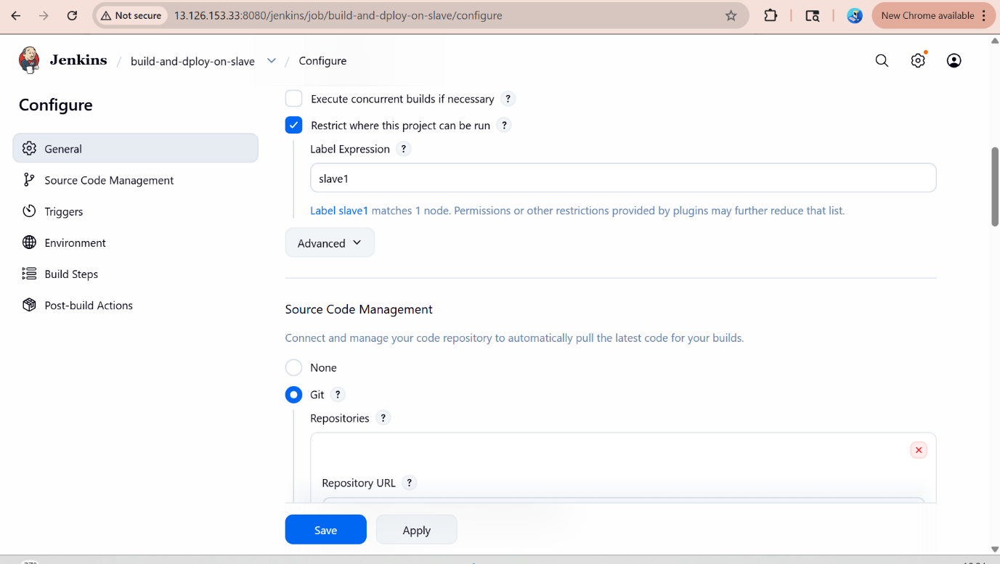 Not secure 13.126.153.33:8080/jenkins/job/build-and-dploy-on-slave/configure New Chrome available
Jenkins / build-and-dploy-on-slave / Configure
Configure
General
Source Code Management
Triggers
Environment
Build Steps
Post-build Actions
Execute concurrent builds if necessary ?
Restrict where this project can be run ?
Label Expression ?
slave1
Label slave1 matches 1 node. Permissions or other restrictions provided by plugins may further reduce that list.
Advanced
Source Code Management
Connect and manage your code repository to automatically pull the latest code for your builds.
None
Git ?
Repositories ?
Repository URL ?
Save Apply